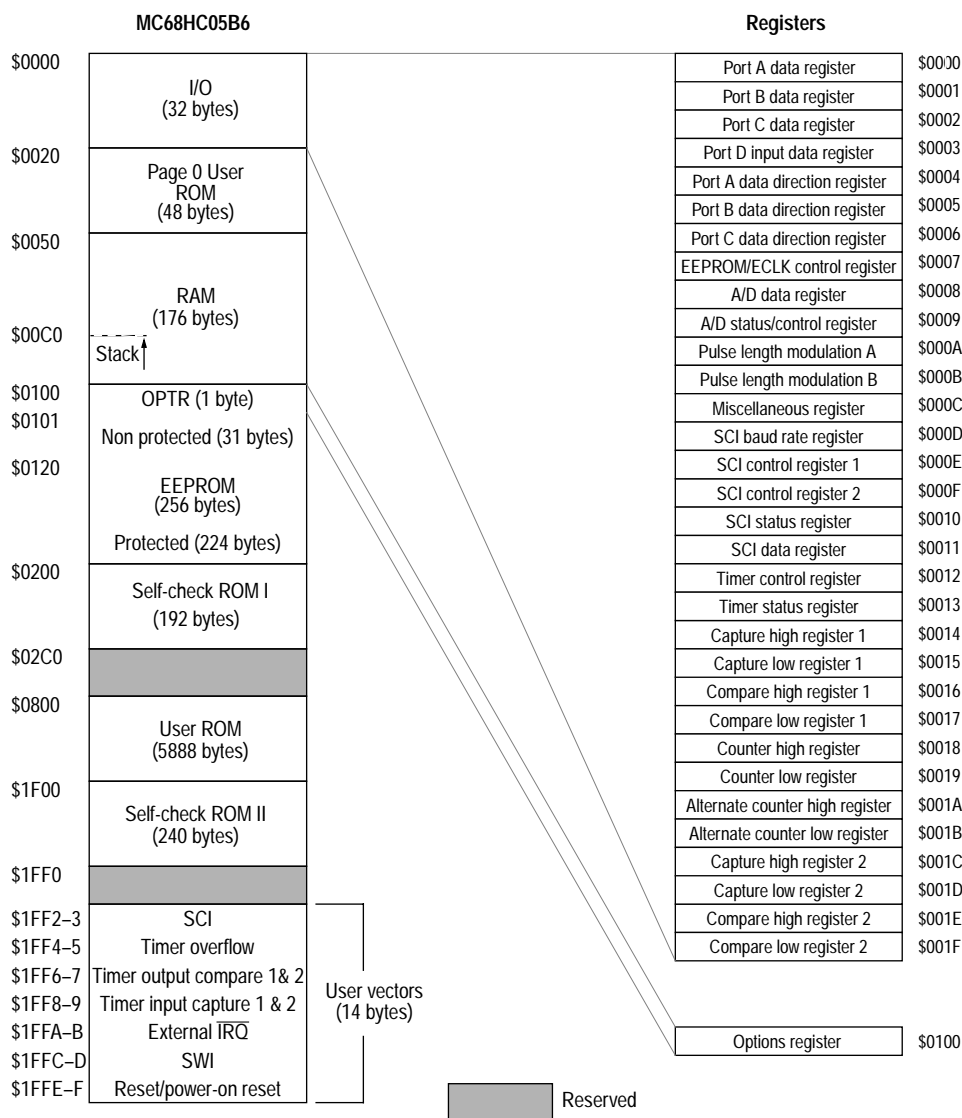 MC68HC05B6
$0000
I/O
(32 bytes)
$0020
Page 0 User
ROM
(48 bytes)
$0050
RAM
(176 bytes)
$00C0
Stack
$0100
OPTR (1 byte)
$0101
Non protected (31 bytes)
$0120
EEPROM
(256 bytes)
Protected (224 bytes)
$0200
Self-check ROM I
(192 bytes)
$02C0
$0800
User ROM
(5888 bytes)
$1F00
Self-check ROM II
(240 bytes)
$1FF0
$1FF2–3 SCI
$1FF4–5 Timer overflow
$1FF6–7 Timer output compare 1& 2
$1FF8–9 Timer input capture 1 & 2
$1FFA–B External IRQ
$1FFC–D SWI
$1FFE–F Reset/power-on reset
User vectors
(14 bytes)
Reserved
Registers
Port A data register $0000
Port B data register $0001
Port C data register $0002
Port D input data register $0003
Port A data direction register $0004
Port B data direction register $0005
Port C data direction register $0006
EEPROM/ECLK control register $0007
A/D data register $0008
A/D status/control register $0009
Pulse length modulation A $000A
Pulse length modulation B $000B
Miscellaneous register $000C
SCI baud rate register $000D
SCI control register 1 $000E
SCI control register 2 $000F
SCI status register $0010
SCI data register $0011
Timer control register $0012
Timer status register $0013
Capture high register 1 $0014
Capture low register 1 $0015
Compare high register 1 $0016
Compare low register 1 $0017
Counter high register $0018
Counter low register $0019
Alternate counter high register $001A
Alternate counter low register $001B
Capture high register 2 $001C
Capture low register 2 $001D
Compare high register 2 $001E
Compare low register 2 $001F
Options register $0100